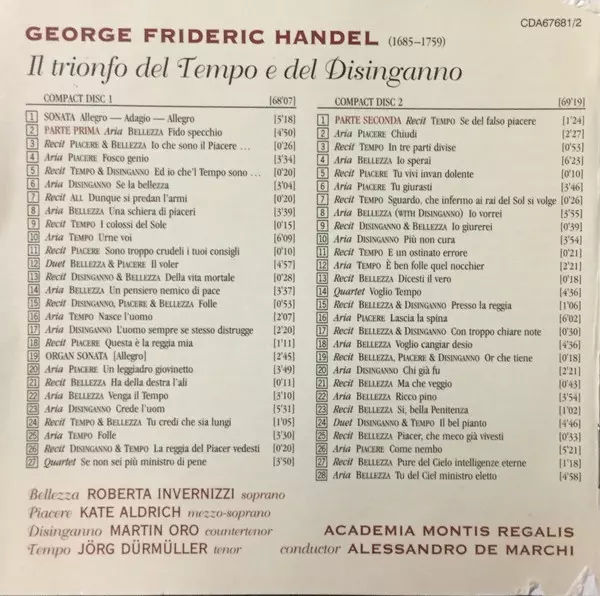 GEORGE FRIDERIC HANDEL (1685–1759)
CDA67681/2
Il trionfo del Tempo e del Disinganno
COMPACT DISC 1 [68'07]
1 SONATA Allegro — Adagio — Allegro [5'18]
2 PARTE PRIMA Aria BELLEZZA Fido specchio [4'50]
3 Recit PIACERE & BELLEZZA Io che sono il Piacere … [0'26]
4 Aria PIACERE Fosco genio [3'34]
5 Recit TEMPO & DISINGANNO Ed io che'l Tempo sono … [0'20]
6 Aria DISINGANNO Se la bellezza [3'04]
7 Recit ALL Dunque si predan l'armi [0'20]
8 Aria BELLEZZA Una schiera di piaceri [3'39]
9 Recit TEMPO I colossi del Sole [0'15]
10 Aria TEMPO Urne voi [6'09]
11 Recit PIACERE Sono troppo crudeli i tuoi consigli [0'10]
12 Duet BELLEZZA & PIACERE Il voler [4'57]
13 Recit DISINGANNO & BELLEZZA Della vita mortale [0'28]
14 Aria BELLEZZA Un pensiero nemico di pace [3'57]
15 Recit DISINGANNO, PIACERE & BELLEZZA Folle [0'53]
16 Aria TEMPO Nasce l'uomo [2'07]
17 Aria DISINGANNO L'uomo sempre se stesso distrugge [2'20]
18 Recit PIACERE Questa è la reggia mia [1'11]
19 ORGAN SONATA [Allegro] [2'45]
20 Aria PIACERE Un leggiadro giovinetto [3'49]
21 Recit BELLEZZA Ha della destra l'ali [0'11]
22 Aria BELLEZZA Venga il Tempo [3'10]
23 Aria DISINGANNO Crede l'uom [5'31]
24 Recit TEMPO & BELLEZZA Tu credi che sia lungi [1'05]
25 Aria TEMPO Folle [3'30]
26 Recit DISINGANNO & TEMPO La reggia del Piacer vedesti [0'20]
27 Quartet Se non sei più ministro di pene [3'50]
COMPACT DISC 2 [69'19]
1 PARTE SECONDA Recit TEMPO Se del falso piacere [1'24]
2 Aria PIACERE Chiudi [2'27]
3 Recit TEMPO In tre parti divise [0'53]
4 Aria BELLEZZA Io sperai [6'23]
5 Recit PIACERE Tu vivi invan dolente [0'10]
6 Aria PIACERE Tu giurasti [3'46]
7 Recit TEMPO Sguardo, che infermo ai rai del Sol si volge [0'26]
8 Aria BELLEZZA (WITH DISINGANNO) Io vorrei [3'55]
9 Recit DISINGANNO & BELLEZZA Io giurerei [0'39]
10 Aria DISINGANNO Più non cura [3'54]
11 Recit TEMPO E un ostinato errore [0'21]
12 Aria TEMPO È ben folle quel nocchier [2'21]
13 Recit BELLEZZA Dicesti il vero [0'18]
14 Quartet Voglio Tempo [4'36]
15 Recit DISINGANNO & BELLEZZA Presso la reggia [1'06]
16 Aria PIACERE Lascia la spina [6'02]
17 Recit BELLEZZA & DISINGANNO Con troppo chiare note [0'30]
18 Aria BELLEZZA Voglio cangiar desio [4'36]
19 Recit BELLEZZA, PIACERE & DISINGANNO Or che tiene [0'18]
20 Aria DISINGANNO Chi già fu [2'21]
21 Recit BELLEZZA Ma che veggio [0'43]
22 Aria BELLEZZA Ricco pino [3'54]
23 Recit BELLEZZA Sì, bella Penitenza [1'02]
24 Duet DISINGANNO & TEMPO Il bel pianto [4'46]
25 Recit BELLEZZA Piacer, che meco già vivesti [0'33]
26 Aria PIACERE Come nembo [5'21]
27 Recit BELLEZZA Pure del Cielo intelligenze eterne [1'18]
28 Aria BELLEZZA Tu del Ciel ministro eletto [4'58]
Bellezza ROBERTA INVERNIZZI soprano
Piacere KATE ALDRICH mezzo-soprano
Disinganno MARTIN ORO countertenor
Tempo JÖRG DÜRMÜLLER tenor
ACADEMIA MONTIS REGALIS
conductor ALESSANDRO DE MARCHI